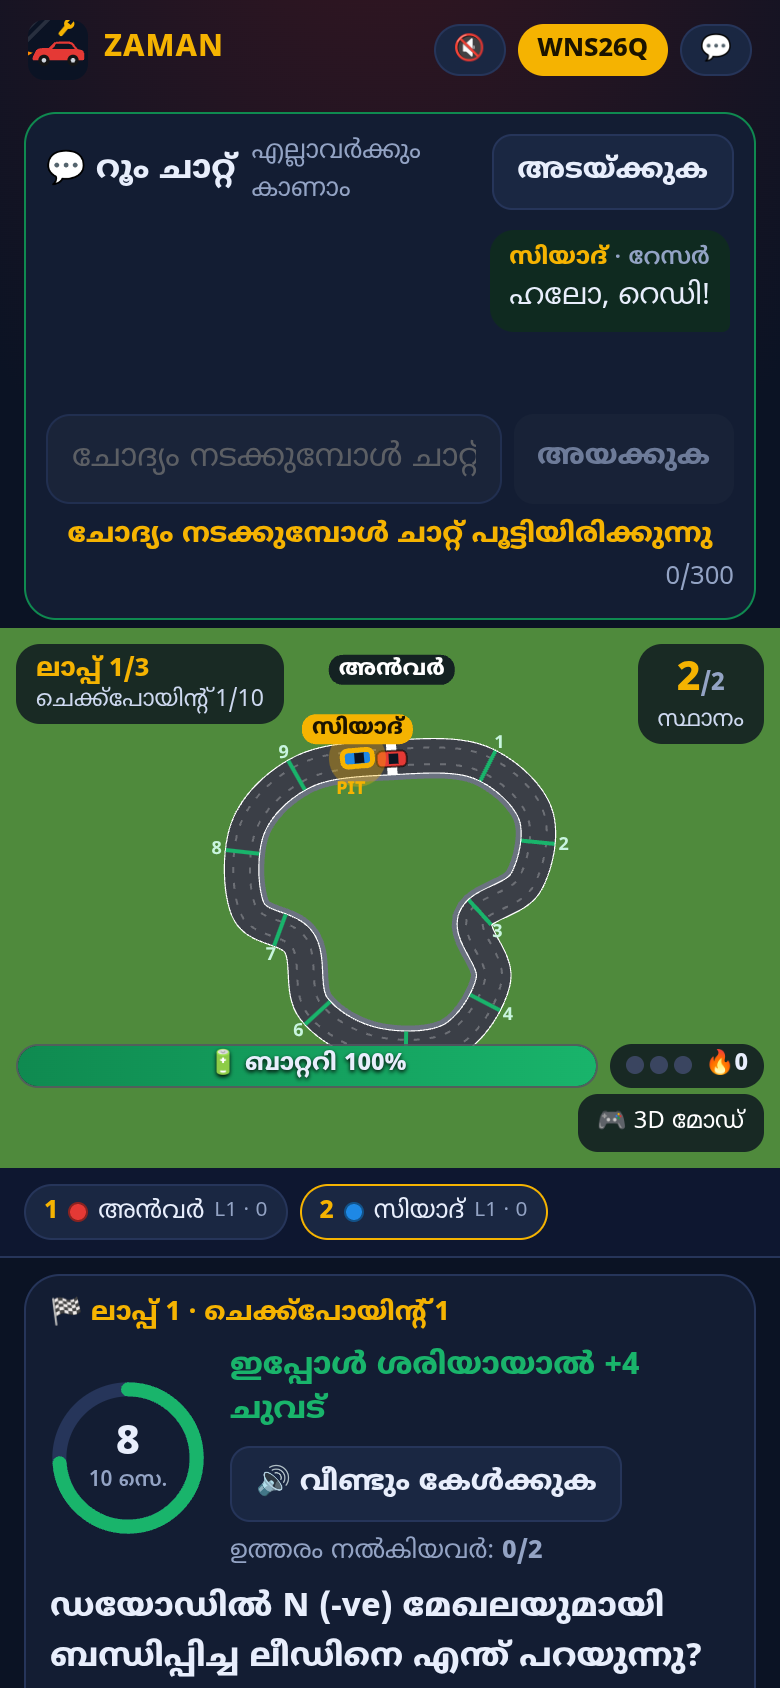 ZAMAN
WNS26Q
റൂം ചാറ്റ്
എല്ലാവർക്കും
കാണാം
അടയ്ക്കുക
സിയാദ് · റേസർ
ഹലോ, റെഡി!
ചോദ്യം നടക്കുമ്പോൾ ചാറ്റ്
അയക്കുക
ചോദ്യം നടക്കുമ്പോൾ ചാറ്റ് പൂട്ടിയിരിക്കുന്നു
0/300
ലാപ്പ് 1/3
ചെക്ക്പോയിന്റ് 1/10
അൻവർ
2/2
സ്ഥാനം
സിയാദ്
PIT
9
1
8
2
3
7
4
6
ബാറ്ററി 100%
0
3D മോഡ്
1 അൻവർ L1 · 0
2 സിയാദ് L1 · 0
ലാപ്പ് 1 · ചെക്ക്പോയിന്റ് 1
ഇപ്പോൾ ശരിയായാൽ +4
ചുവട്
8
10 സെ.
വീണ്ടും കേൾക്കുക
ഉത്തരം നൽകിയവർ: 0/2
ഡയോഡിൽ N (-ve) മേഖലയുമായി
ബന്ധിപ്പിച്ച ലീഡിനെ എന്ത് പറയുന്നു?